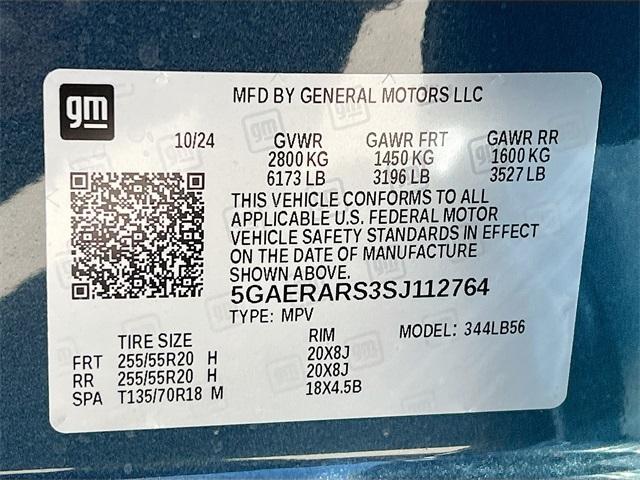 gm
MFD BY GENERAL MOTORS LLC
10/24 GVWR GAWR FRT GAWR RR
2800 KG 1450 KG 1600 KG
6173 LB 3196 LB 3527 LB
THIS VEHICLE CONFORMS TO ALL
APPLICABLE U.S. FEDERAL MOTOR
VEHICLE SAFETY STANDARDS IN EFFECT
ON THE DATE OF MANUFACTURE
SHOWN ABOVE.
5GAERARS3SJ112764
TYPE: MPV MODEL: 344LB56
TIRE SIZE RIM
FRT 255/55R20 H 20X8J
RR 255/55R20 H 20X8J
SPA T135/70R18 M 18X4.5B